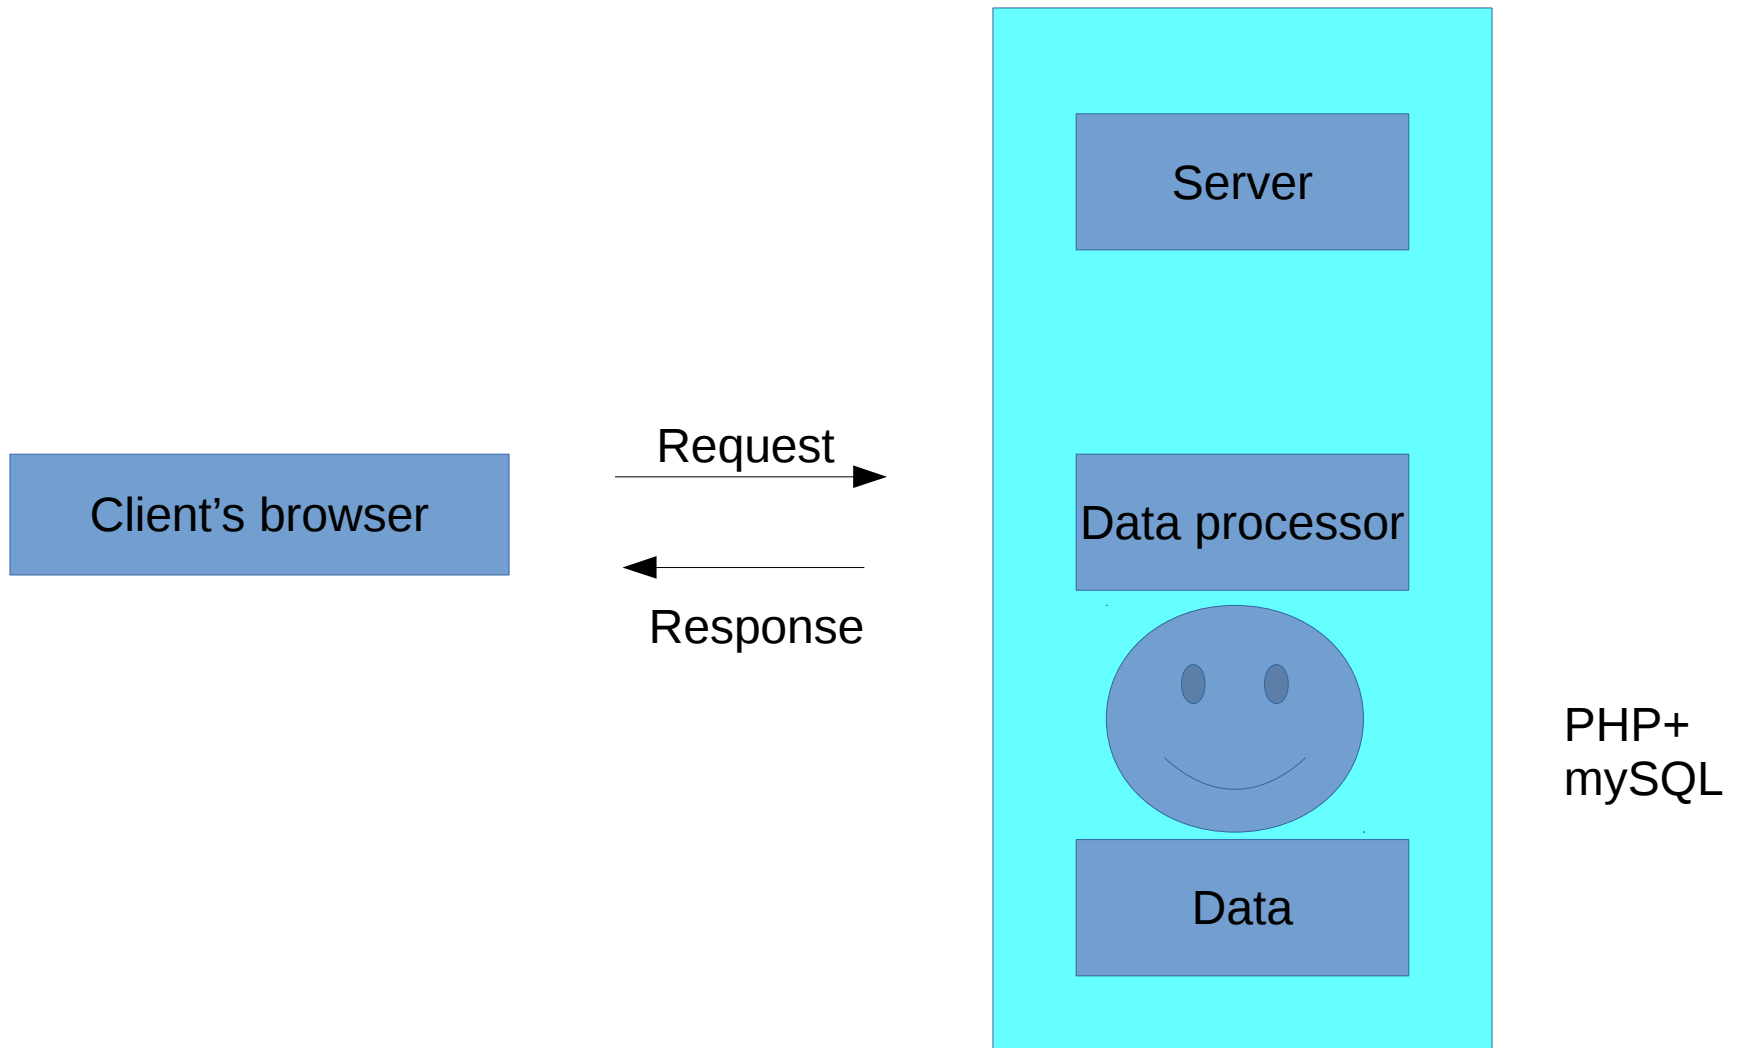 Server
Request
Client’s browser
Data processor
Response
PHP+
mySQL
Data